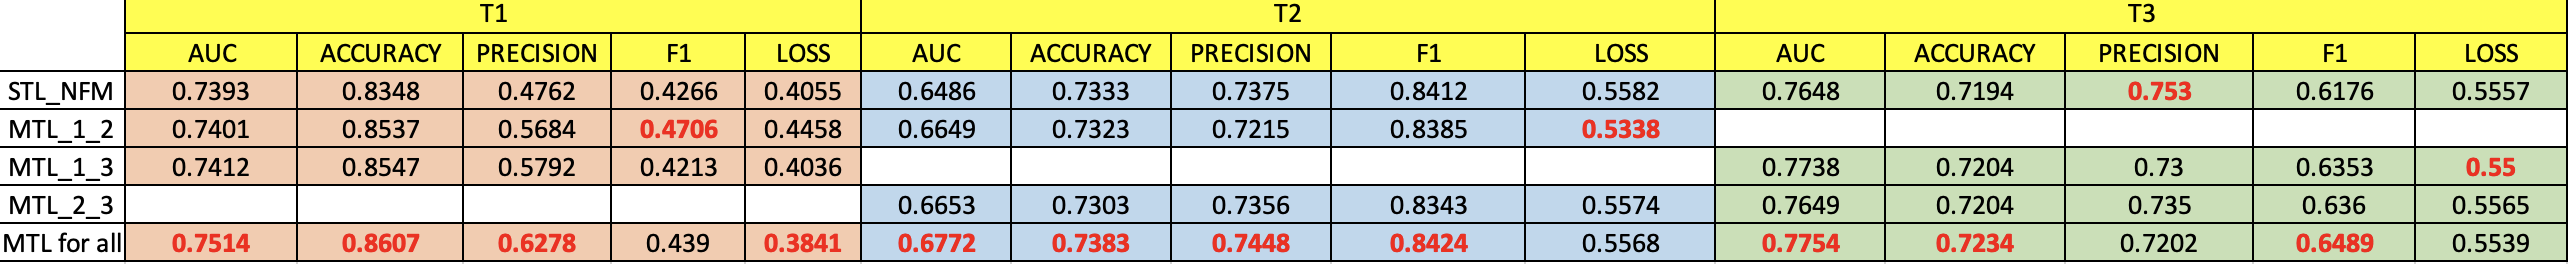 T1 T2 T3
AUC ACCURACY PRECISION F1 LOSS AUC ACCURACY PRECISION F1 LOSS AUC ACCURACY PRECISION F1 LOSS
STL_NFM 0.7393 0.8348 0.4762 0.4266 0.4055 0.6486 0.7333 0.7375 0.8412 0.5582 0.7648 0.7194 0.753 0.6176 0.5557
MTL_1_2 0.7401 0.8537 0.5684 0.4706 0.4458 0.6649 0.7323 0.7215 0.8385 0.5338
MTL_1_3 0.7412 0.8547 0.5792 0.4213 0.4036 0.7738 0.7204 0.73 0.6353 0.55
MTL_2_3 0.6653 0.7303 0.7356 0.8343 0.5574 0.7649 0.7204 0.735 0.636 0.5565
MTL for all 0.7514 0.8607 0.6278 0.439 0.3841 0.6772 0.7383 0.7448 0.8424 0.5568 0.7754 0.7234 0.7202 0.6489 0.5539